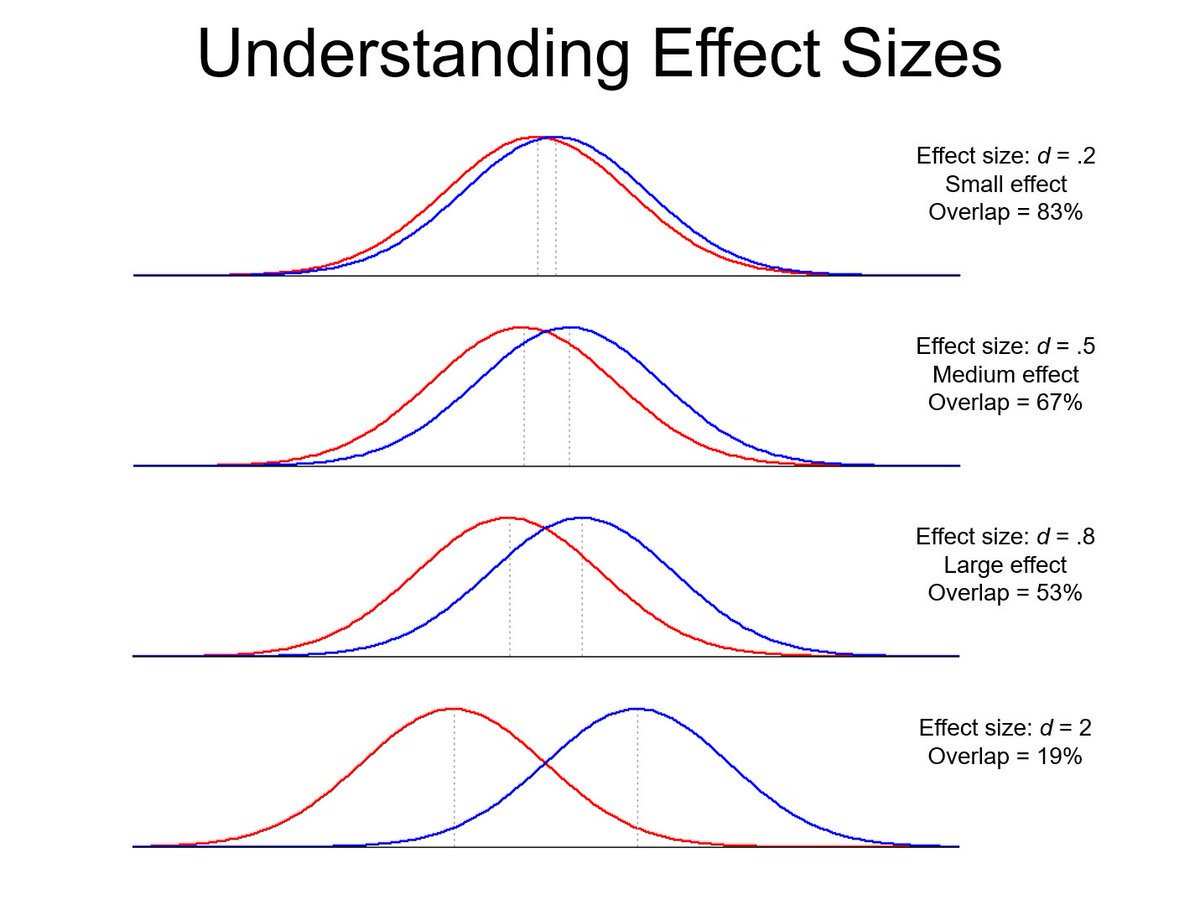 Understanding Effect Sizes
Effect size: d = .2
Small effect
Overlap = 83%
Effect size: d = .5
Medium effect
Overlap = 67%
Effect size: d = .8
Large effect
Overlap = 53%
Effect size: d = 2
Overlap = 19%